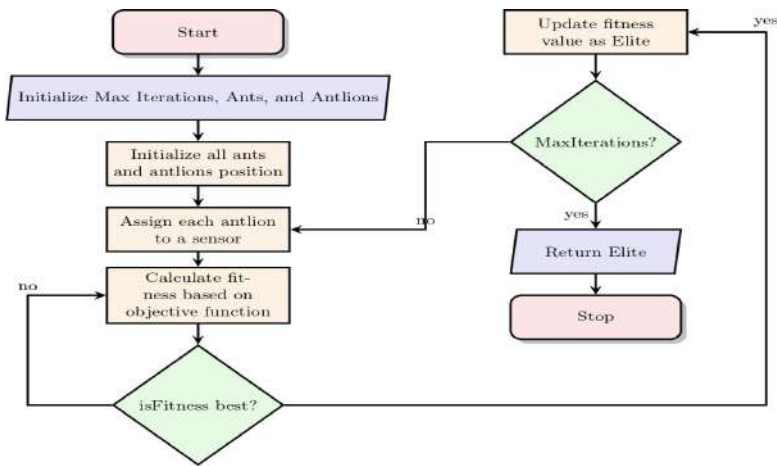 Start
Initialize Max Iterations, Ants, and Antlions
Initialize all ants
and antlions position
Assign each antlion
to a sensor
Calculate fit-
ness based on
objective function
no
isFitness best?
yes
Update fitness
value as Elite
MaxIterations?
no
yes
Return Elite
Stop